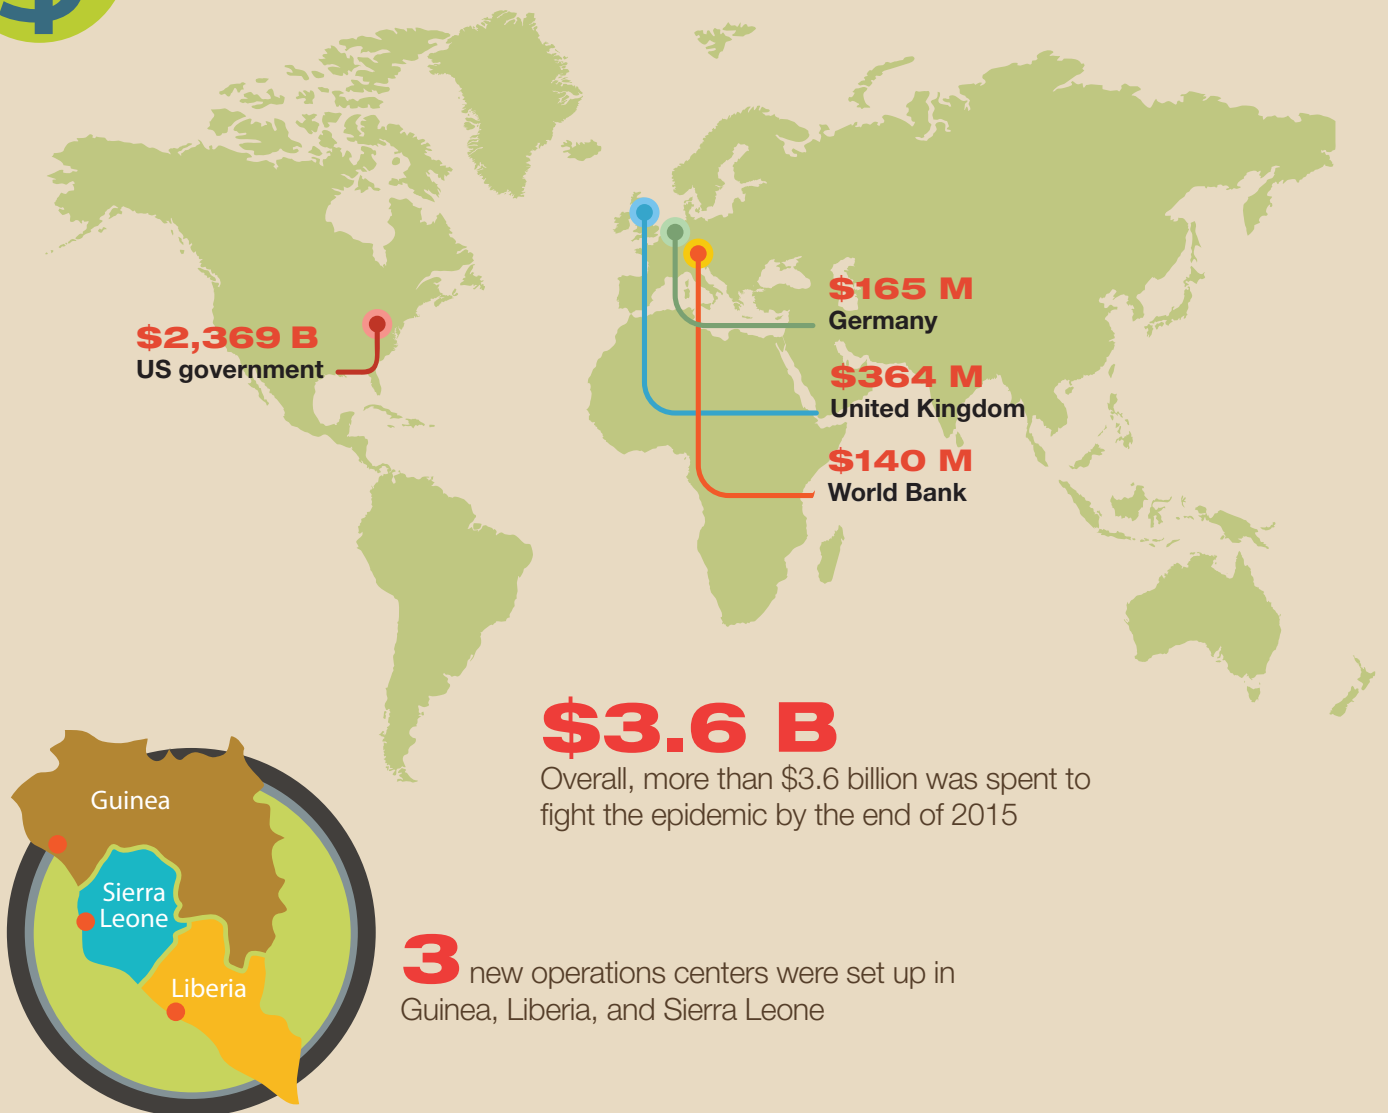 $2,369 B
US government
$165 M
Germany
$364 M
United Kingdom
$140 M
World Bank
$3.6 B
Overall, more than $3.6 billion was spent to
fight the epidemic by the end of 2015
Guinea
Sierra
Leone
Liberia
3 new operations centers were set up in
Guinea, Liberia, and Sierra Leone